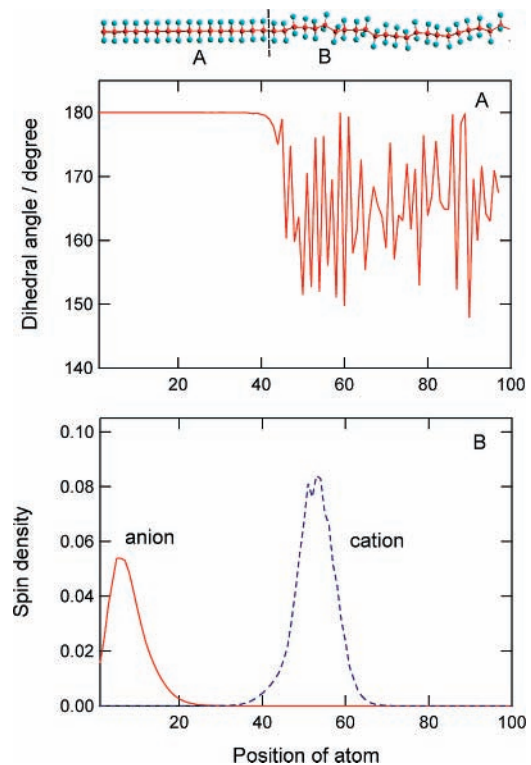 A B
A
180
170
160
150
140
Dihedral angle / degree
20 40 60 80 100
B
0.10
0.08
0.06
0.04
0.02
0.00
Spin density
anion
cation
20 40 60 80 100
Position of atom